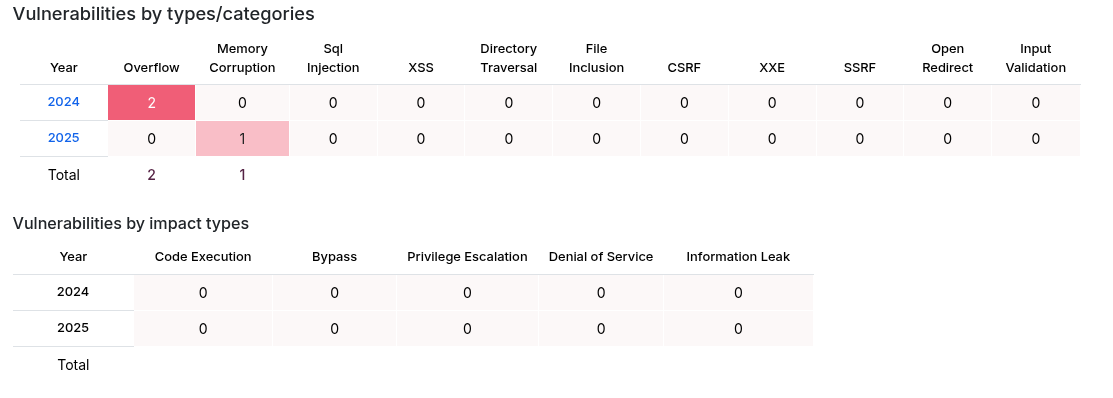 Vulnerabilities by types/categories
Year Overflow Memory Corruption Sql Injection XSS Directory Traversal File Inclusion CSRF XXE SSRF Open Redirect Input Validation
2024 2 0 0 0 0 0 0 0 0 0 0
2025 0 1 0 0 0 0 0 0 0 0 0
Total 2 1
Vulnerabilities by impact types
Year Code Execution Bypass Privilege Escalation Denial of Service Information Leak
2024 0 0 0 0 0
2025 0 0 0 0 0
Total